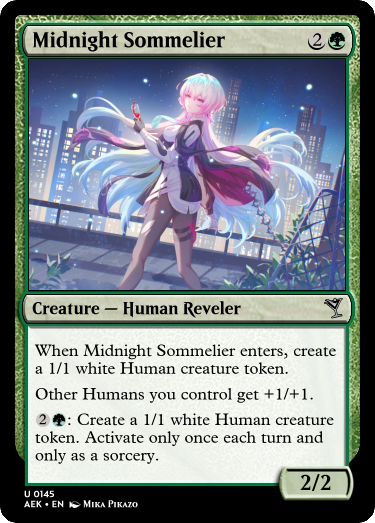 Midnight Sommelier 2
Creature — Human Reveler
When Midnight Sommelier enters, create
a 1/1 white Human creature token.
Other Humans you control get +1/+1.
2: Create a 1/1 white Human creature
token. Activate only once each turn and
only as a sorcery.
2/2
U 0145
AEK • EN Mika Pikazo